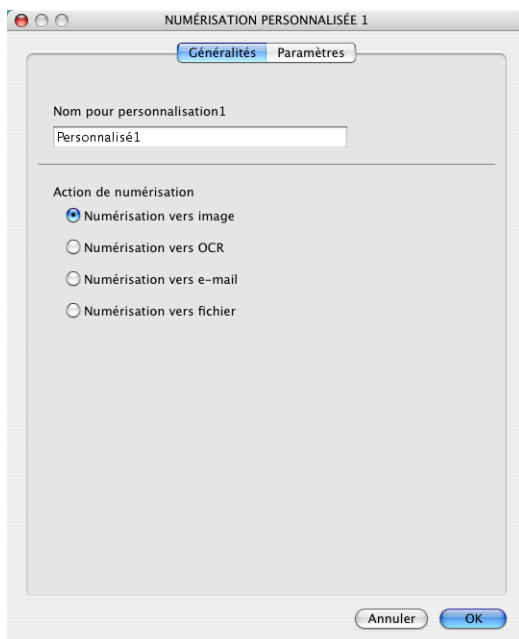 NUMÉRISATION PERSONNALISÉE 1
Généralités Paramètres
Nom pour personnalisation1
Personnalisé1
Action de numérisation
Numérisation vers image
Numérisation vers OCR
Numérisation vers e-mail
Numérisation vers fichier
Annuler OK